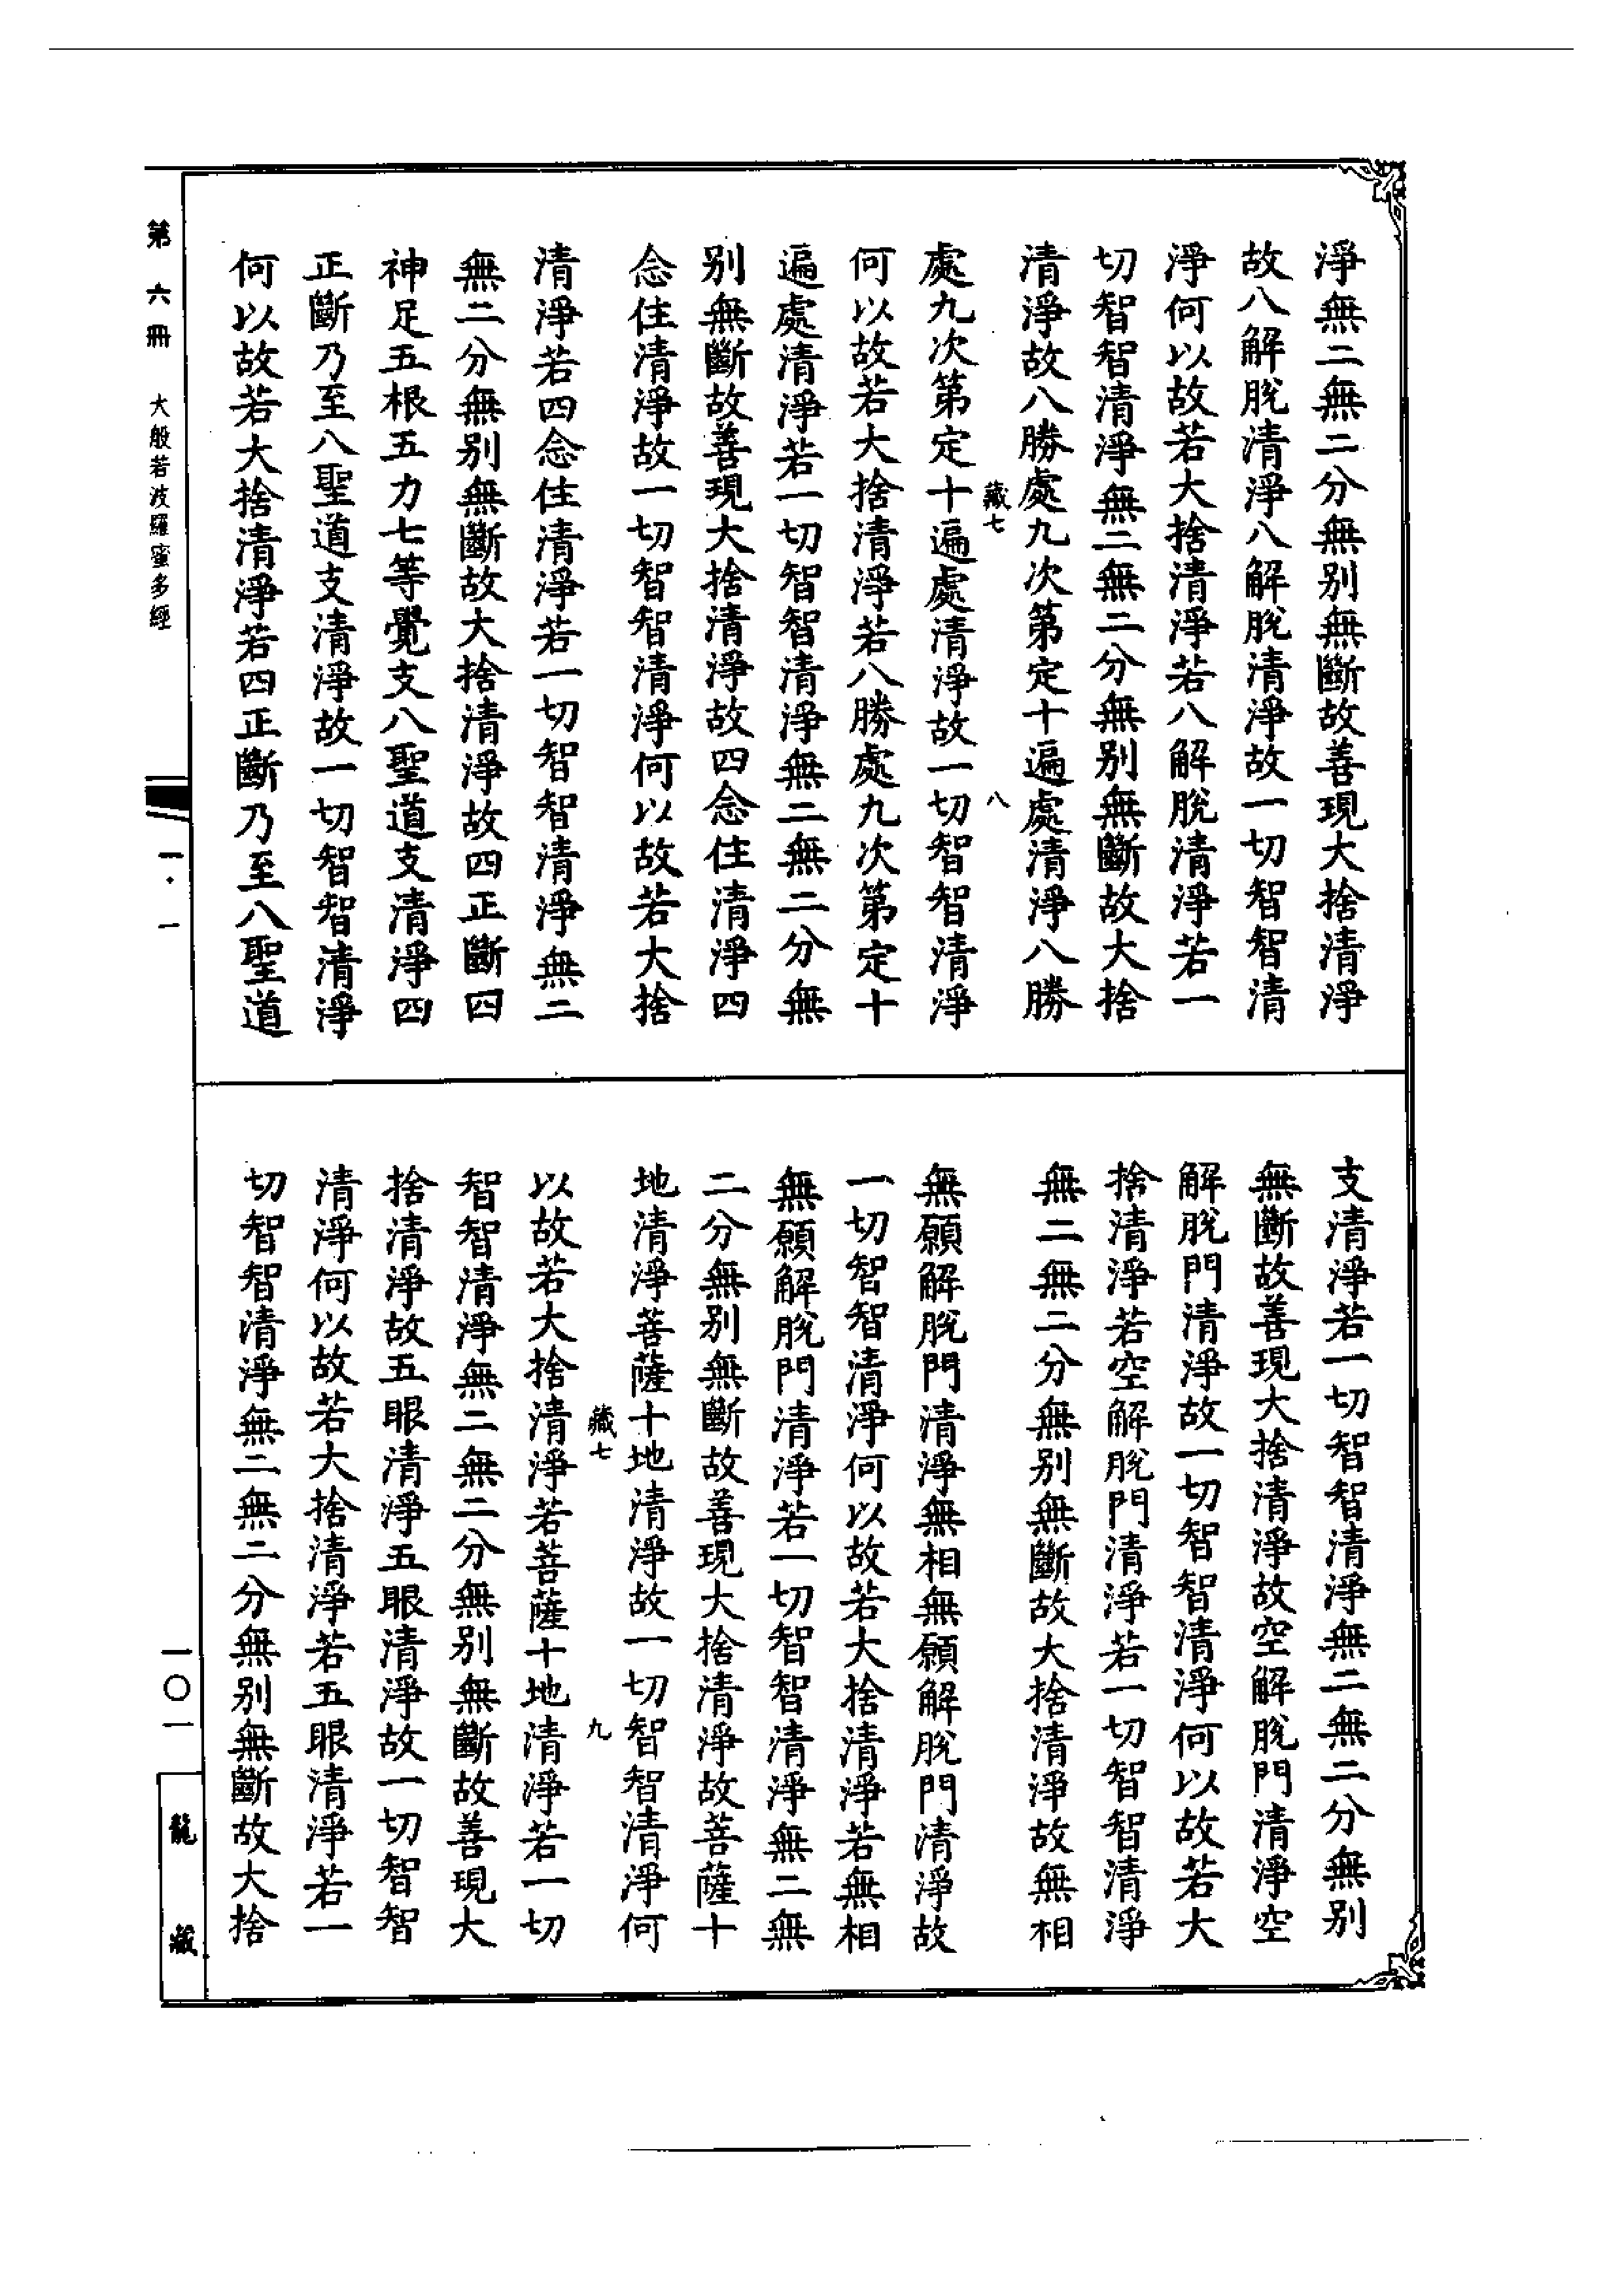 淨無二無二分無別無斷故善現大捨清淨
故八解脫清淨八解脫清淨故一切智智清
淨何以故若大捨清淨若八解脫清淨若一
切智智清淨無二無二分無別無斷故大捨
清淨故八勝處九次第定十遍處清淨八勝
藏七 八
處九次第定十遍處清淨故一切智智清淨
何以故若大捨清淨若八勝處九次第定十
遍處清淨若一切智智清淨無二無二分無
別無斷故善現大捨清淨故四念住清淨四
念住清淨故一切智智清淨何以故若大捨
清淨若四念住清淨若一切智智清淨無二
無二分無別無斷故大捨清淨故四正斷四
神足五根五力七等覺支八聖道支清淨四
正斷乃至八聖道支清淨故一切智智清淨
何以故若大捨清淨若四正斷乃至八聖道
支清淨若一切智智清淨無二無二分無別
無斷故善現大捨清淨故空解脫門清淨空
解脫門清淨故一切智智清淨何以故若大
捨清淨若空解脫門清淨若一切智智清淨
無二無二分無別無斷故大捨清淨故無相
無願解脫門清淨無相無願解脫門清淨故
一切智智清淨何以故若大捨清淨若無相
無願解脫門清淨若一切智智清淨無二無
二分無別無斷故善現大捨清淨故菩薩十
地清淨菩薩十地清淨故一切智智清淨何
藏七 九
以故若大捨清淨若菩薩十地清淨若一切
智智清淨無二無二分無別無斷故善現大
捨清淨故五眼清淨五眼清淨故一切智智
清淨何以故若大捨清淨若五眼清淨若一
切智智清淨無二無二分無別無斷故大捨
第六冊 大般若波羅蜜多經 一·一 一〇一 龍藏